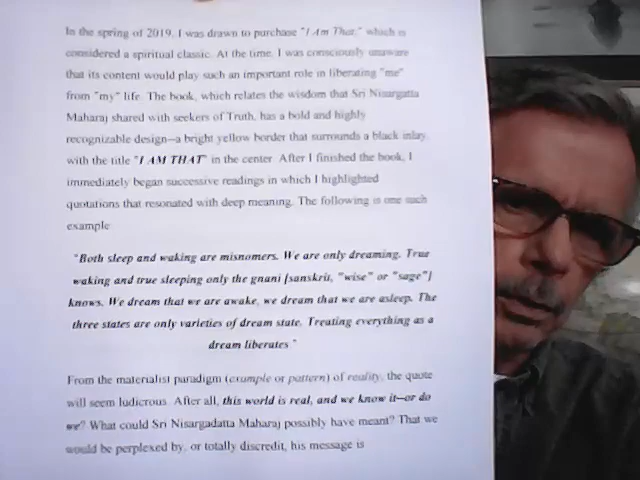 In the spring of 2019, I was drawn to purchase "I Am That," which is
considered a spiritual classic. At the time, I was consciously unaware
that its content would play such an important role in liberating "me"
from "my" life. The book, which relates the wisdom that Sri Nisargatta
Maharaj shared with seekers of Truth, has a bold and highly
recognizable design—a bright yellow border that surrounds a black inlay,
with the title "I AM THAT" in the center. After I finished the book, I
immediately began successive readings in which I highlighted
quotations that resonated with deep meaning. The following is one such
example:
"Both sleep and waking are misnomers. We are only dreaming. True
waking and true sleeping only the gnani [sanskrit, "wise" or "sage"]
knows. We dream that we are awake, we dream that we are asleep. The
three states are only varieties of dream state. Treating everything as a
dream liberates."
From the materialist paradigm (example or pattern) of reality, the quote
will seem ludicrous. After all, this world is real, and we know it—or do
we? What could Sri Nisargadatta Maharaj possibly have meant? That we
would be perplexed by, or totally discredit, his message is